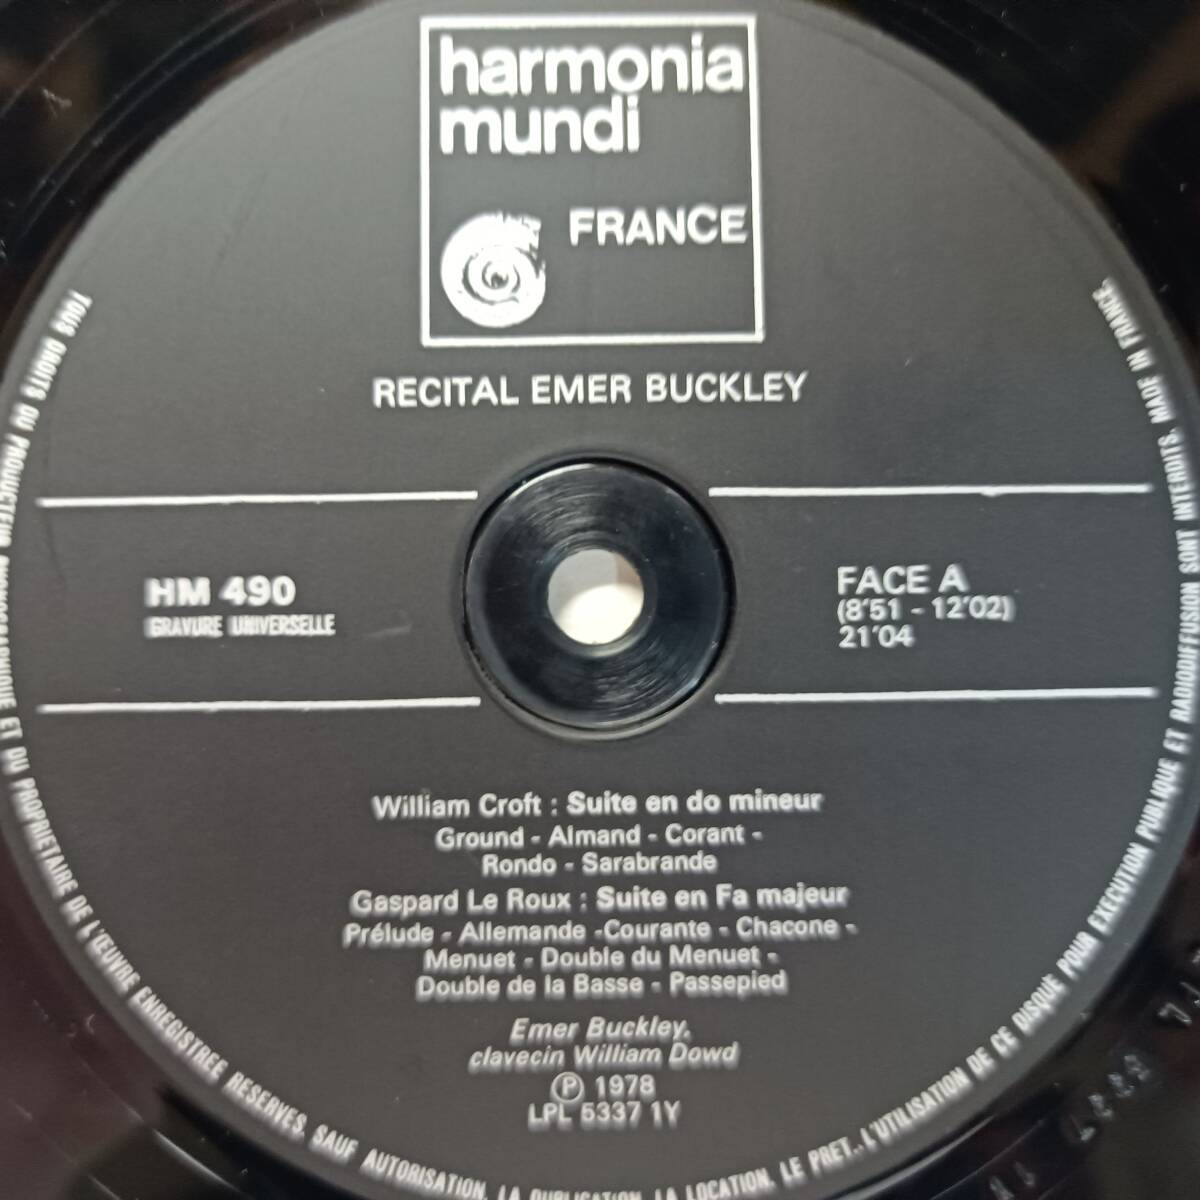 harmonia
mundi
FRANCE
RECITAL EMER BUCKLEY
HM 490
GRAVURE UNIVERSELLE
FACE A
(8'51 - 12'02)
21'04
William Croft : Suite en do mineur
Ground - Almand - Corant -
Rondo - Sarabrande
Gaspard Le Roux : Suite en Fa majeur
Prélude - Allemande -Courante - Chacone -
Menuet - Double du Menuet -
Double de la Basse - Passepied
Emer Buckley,
clavecin William Dowd
Ⓟ 1978
LPL 5337 1Y
TOUS DROITS DU PRODUCTEUR PHONOGRAPHIQUE ET DU PROPRIETAIRE DE L'ŒUVRE ENREGISTREE RESERVES. SAUF AUTORISATION, LA DUPLICATION, LA LOCATION, LE PRET., L'UTILISATION DE CE DISQUE POUR EXECUTION PUBLIQUE ET RADIODIFFUSION SONT INTERDITS. MADE IN FRANCE.